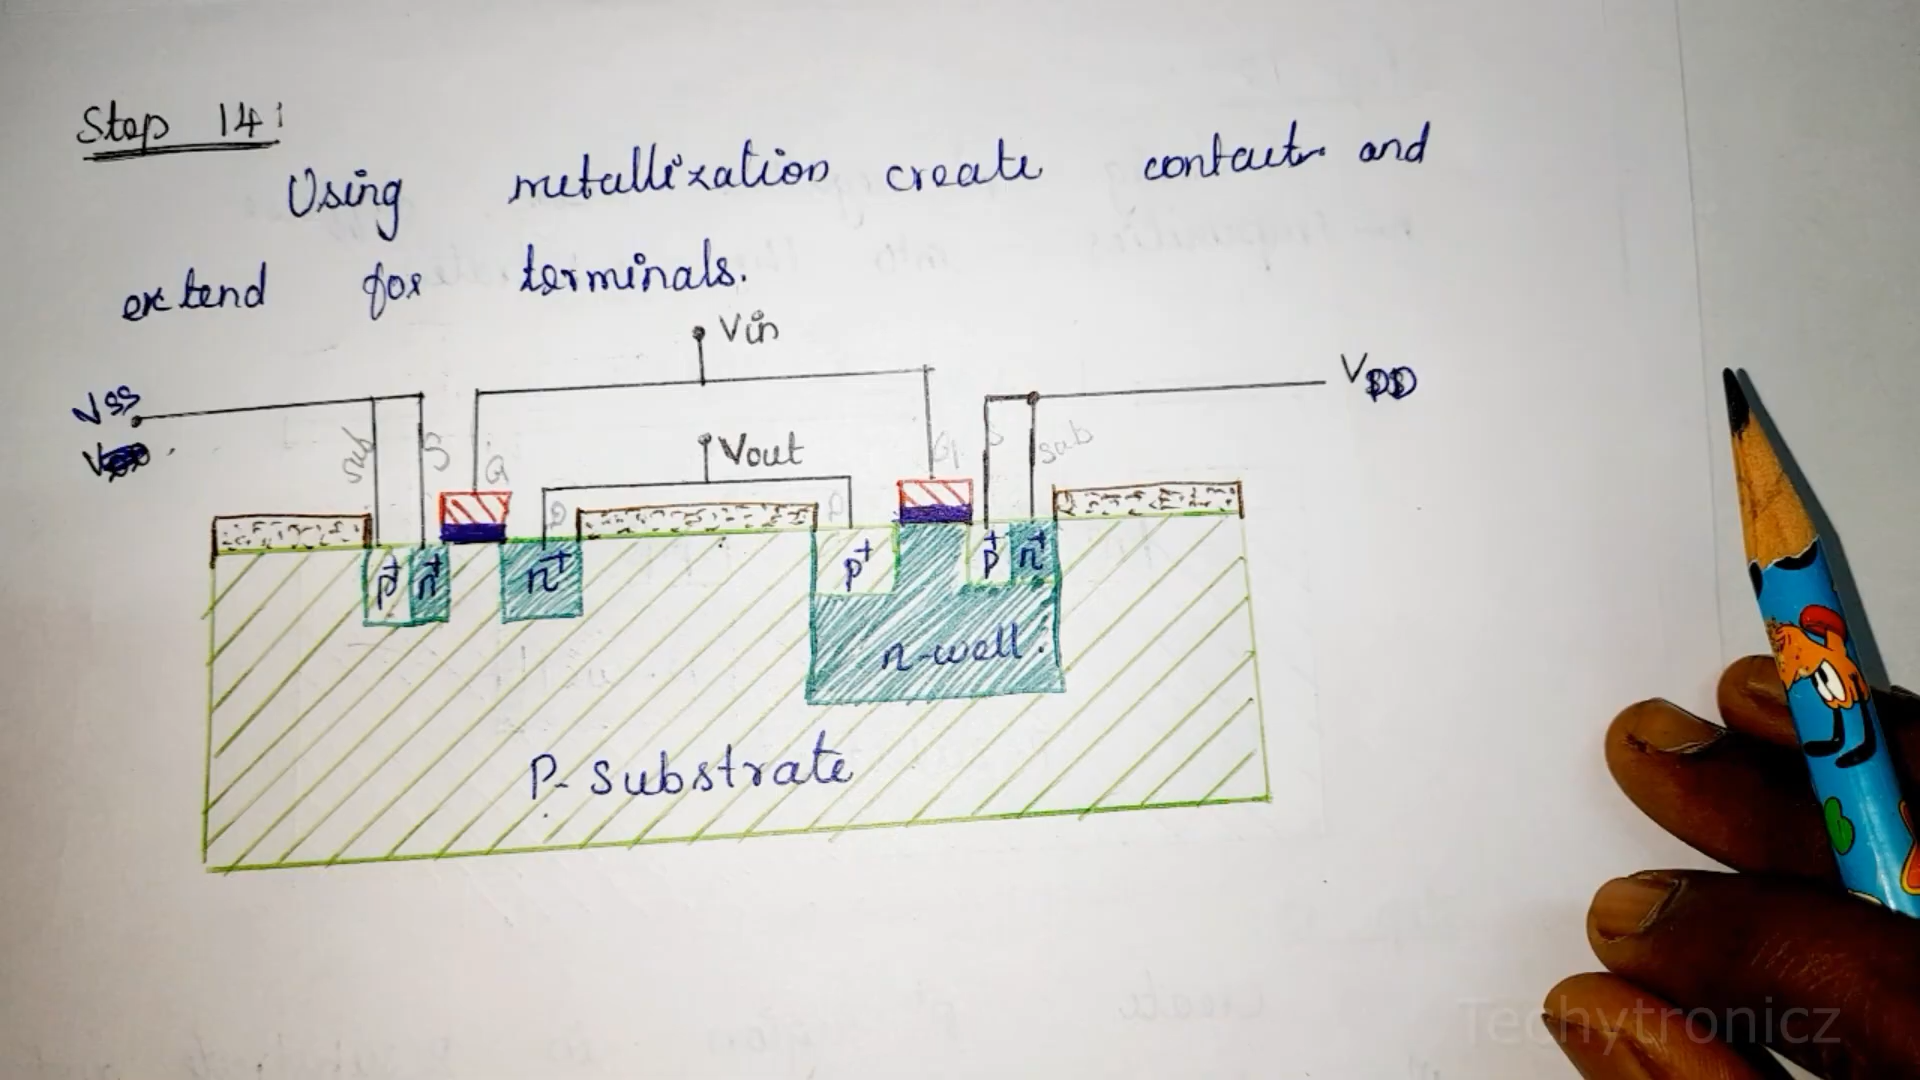 Step 14:
Using metallization create contacts and
extend for terminals.
Vin
VSS
VDD
Vout
sub
S
G
D
D
G
S
sub
p+
n+
n+
p+
p+
n+
n-well.
P-substrate
Techytronicz